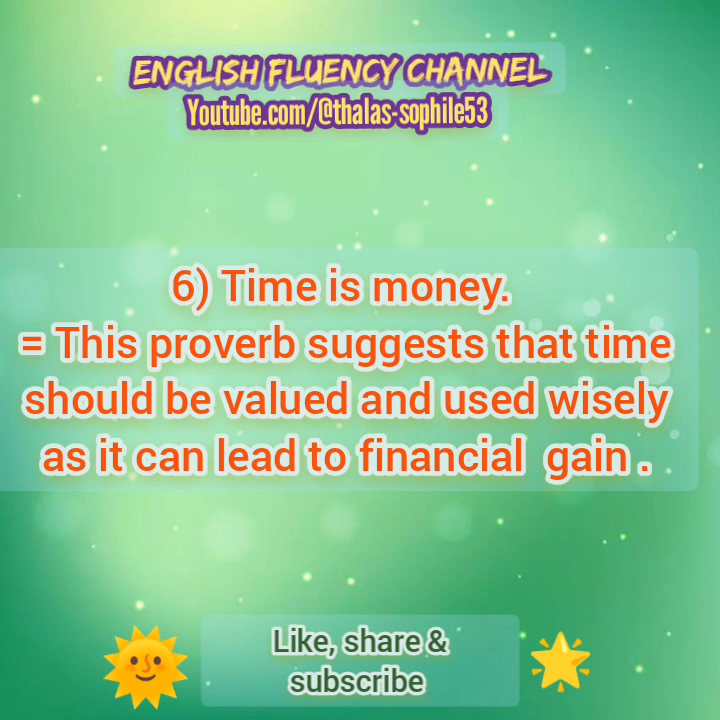 ENGLISH FLUENCY CHANNEL
Youtube.com/@thalas-sophile53
6) Time is money.
= This proverb suggests that time
should be valued and used wisely
as it can lead to financial gain .
Like, share &
subscribe